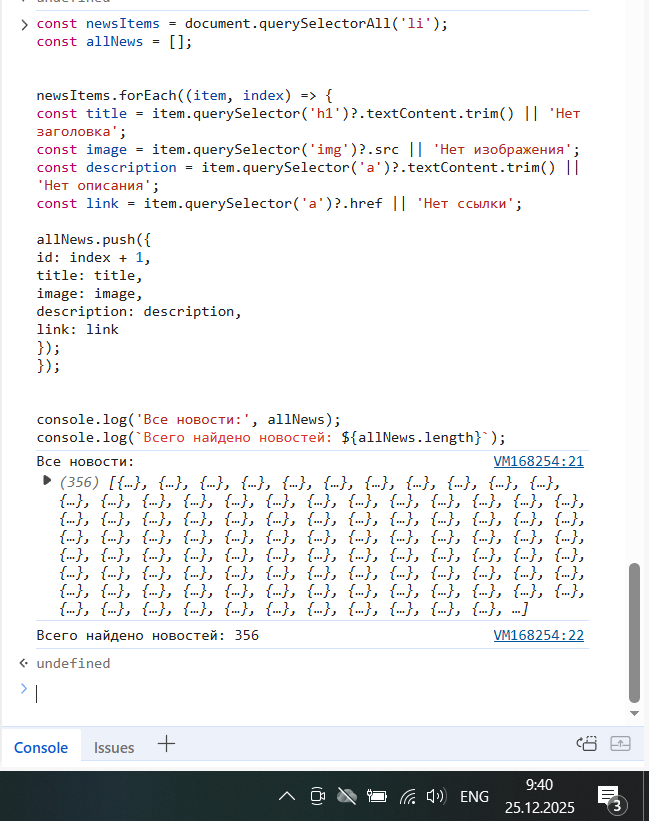 undefined
const newsItems = document.querySelectorAll('li');
const allNews = [];
newsItems.forEach((item, index) => {
const title = item.querySelector('h1')?.textContent.trim() || 'Нет
заголовка';
const image = item.querySelector('img')?.src || 'Нет изображения';
const description = item.querySelector('a')?.textContent.trim() ||
'Нет описания';
const link = item.querySelector('a')?.href || 'Нет ссылки';
allNews.push({
id: index + 1,
title: title,
image: image,
description: description,
link: link
});
});
console.log('Все новости:', allNews);
console.log(`Всего найдено новостей: ${allNews.length}`);
Все новости: VM168254:21
(356) [{…}, {…}, {…}, {…}, {…}, {…}, {…}, {…}, {…}, {…}, {…},
{…}, {…}, {…}, {…}, {…}, {…}, {…}, {…}, {…}, {…}, {…}, {…}, {…},
{…}, {…}, {…}, {…}, {…}, {…}, {…}, {…}, {…}, {…}, {…}, {…}, {…},
{…}, {…}, {…}, {…}, {…}, {…}, {…}, {…}, {…}, {…}, {…}, {…}, {…},
{…}, {…}, {…}, {…}, {…}, {…}, {…}, {…}, {…}, {…}, {…}, {…}, {…},
{…}, {…}, {…}, {…}, {…}, {…}, {…}, {…}, {…}, {…}, {…}, {…}, {…},
{…}, {…}, {…}, {…}, {…}, {…}, {…}, {…}, {…}, {…}, {…}, {…}, {…},
{…}, {…}, {…}, {…}, {…}, {…}, {…}, {…}, {…}, {…}, {…}, …]
Всего найдено новостей: 356 VM168254:22
undefined
Console Issues
ENG
9:40
25.12.2025
3